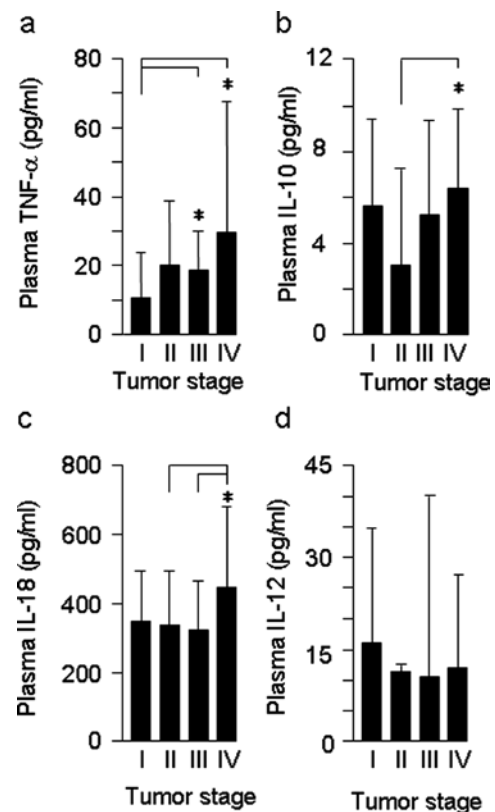 a
Plasma TNF-α (pg/ml)
80
60
40
20
0
*
*
I II III IV
Tumor stage
b
Plasma IL-10 (pg/ml)
12
9
6
4
0
*
I II III IV
Tumor stage
c
Plasma IL-18 (pg/ml)
800
600
400
200
0
*
I II III IV
Tumor stage
d
Plasma IL-12 (pg/ml)
45
30
15
0
I II III IV
Tumor stage